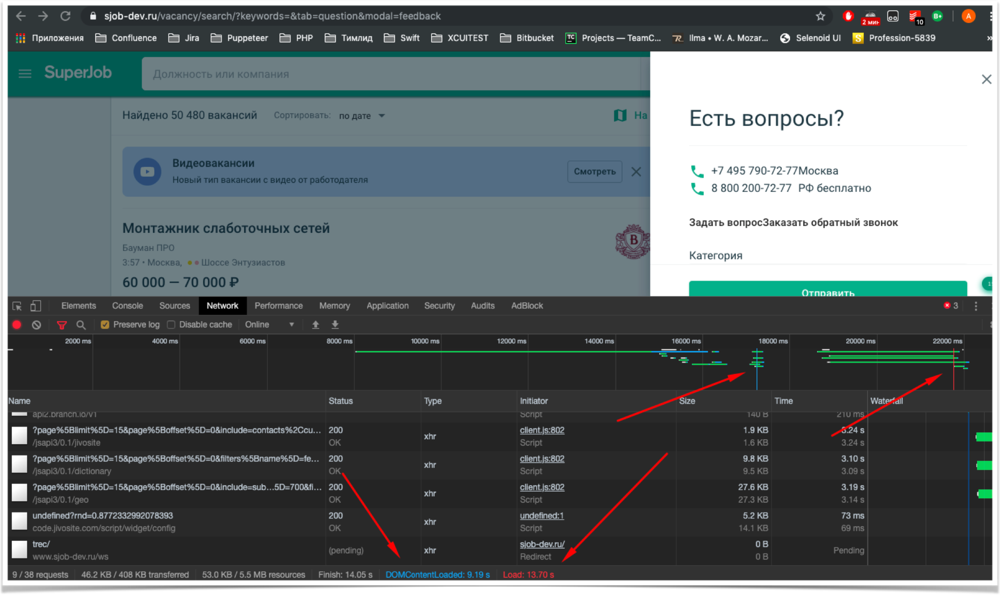 sjob-dev.ru/vacancy/search/?keywords=&tab=question&modal=feedback
2 мин
10
B+
A
Приложения Confluence Jira Puppeteer PHP Тимлид Swift XCUITEST Bitbucket TC Projects — TeamC... Ilma • W. A. Mozar... Selenoid UI S Profession-5839 »
SuperJob
Должность или компания
Найдено 50 480 вакансий Сортировать: по дате На
Видеовакансии
Новый тип вакансии с видео от работодателя
Смотреть
Монтажник слаботочных сетей
Бауман ПРО
3:57 • Москва, Шоссе Энтузиастов
60 000 — 70 000 ₽
B
Есть вопросы?
+7 495 790-72-77Москва
8 800 200-72-77 РФ бесплатно
Задать вопросЗаказать обратный звонок
Категория
Отправить
Elements Console Sources Network Performance Memory Application Security Audits AdBlock 3
Preserve log Disable cache Online
2000 ms 4000 ms 6000 ms 8000 ms 10000 ms 12000 ms 14000 ms 16000 ms 18000 ms 20000 ms 22000 ms
Name Status Type Initiator Size Time Waterfall
api2.branch.io/v1 Script 140 B 210 ms
?page%5Blimit%5D=15&page%5Boffset%5D=0&include=contacts%2Ccu... 200 xhr client.js:802 1.9 KB 3.24 s
/jsapi3/0.1/jivosite OK Script 1.6 KB 3.24 s
?page%5Blimit%5D=15&page%5Boffset%5D=0&filters%5Bname%5D=fe... 200 xhr client.js:802 9.8 KB 3.10 s
/jsapi3/0.1/dictionary OK Script 9.5 KB 3.09 s
?page%5Blimit%5D=15&page%5Boffset%5D=0&include=sub...5D=700&fi... 200 xhr client.js:802 27.6 KB 3.19 s
/jsapi3/0.1/geo OK Script 27.3 KB 3.14 s
undefined?rnd=0.8772332992078393 200 xhr undefined:1 5.2 KB 73 ms
code.jivosite.com/script/widget/config OK Script 14.1 KB 69 ms
trec/ (pending) xhr sjob-dev.ru/ 0 B Pending
www.sjob-dev.ru/ws Redirect 0 B
9 / 38 requests 46.2 KB / 408 KB transferred 53.0 KB / 5.5 MB resources Finish: 14.05 s DOMContentLoaded: 9.19 s Load: 13.70 s